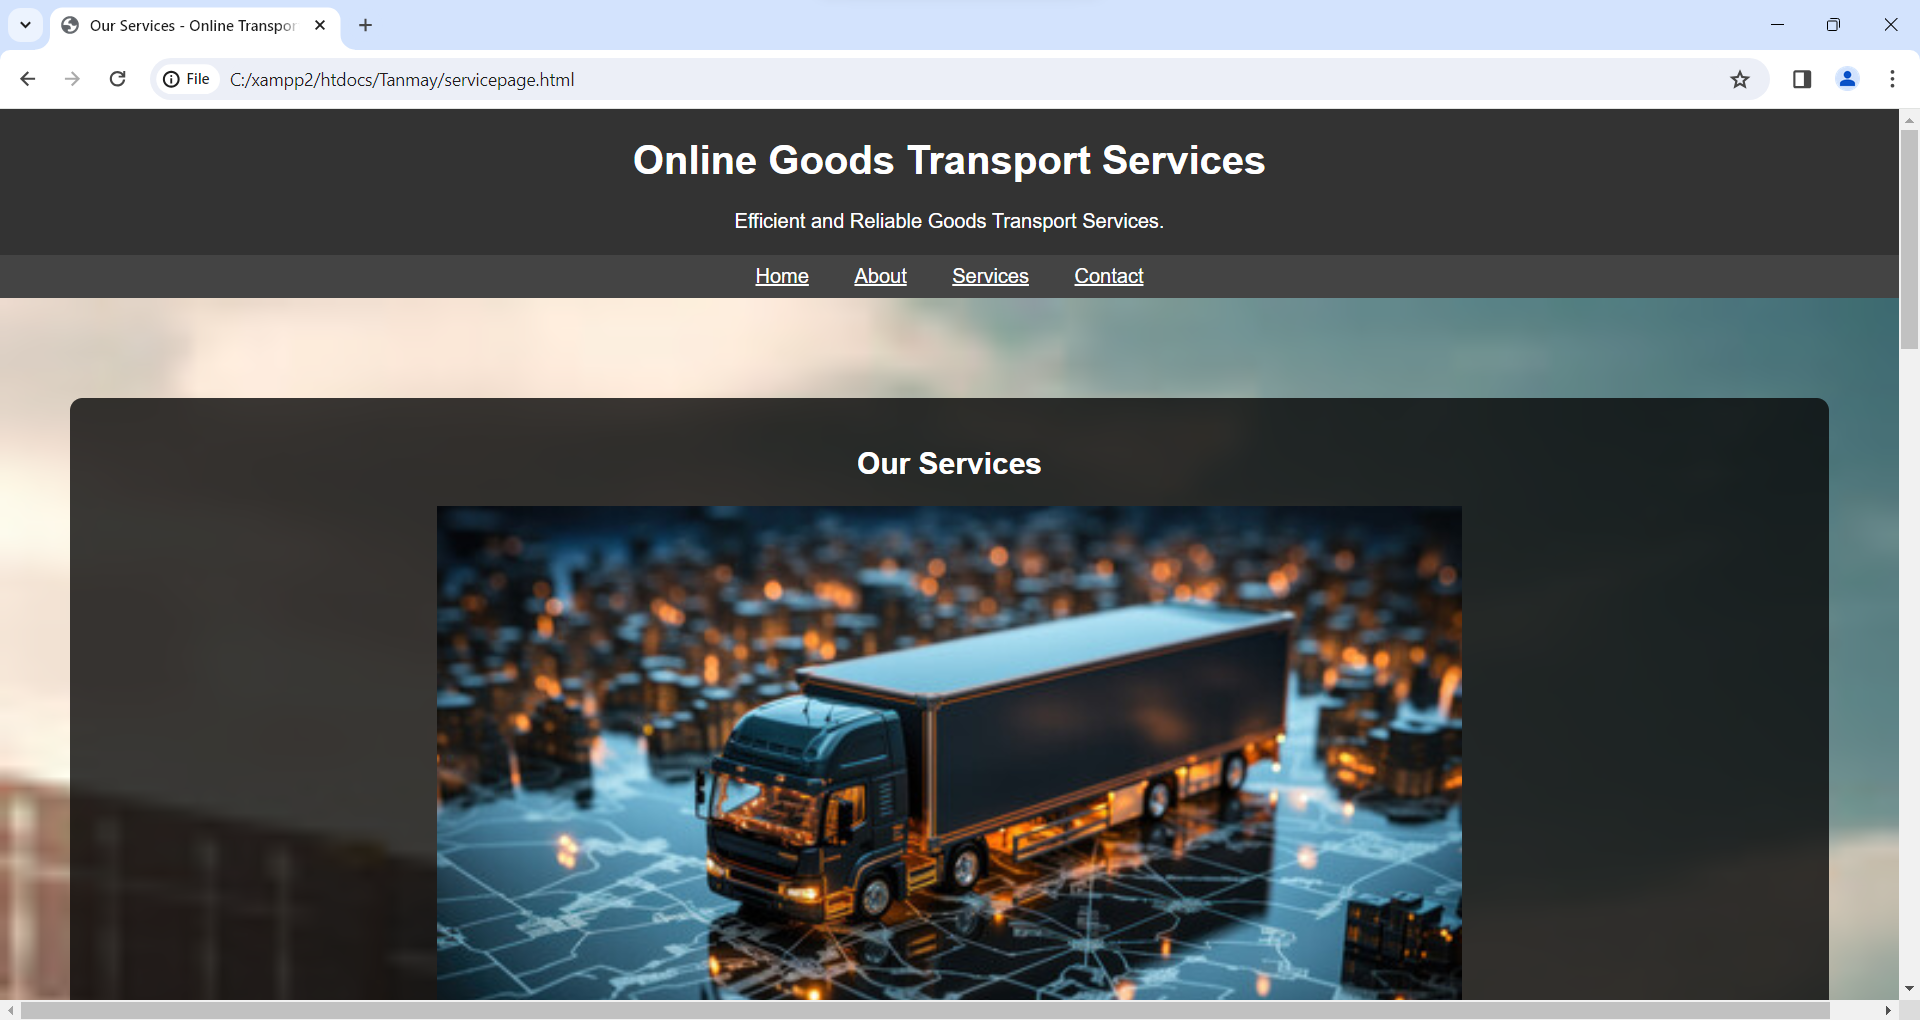 Our Services - Online Transpor
File
C:/xampp2/htdocs/Tanmay/servicepage.html
Online Goods Transport Services
Efficient and Reliable Goods Transport Services.
Home About Services Contact
Our Services